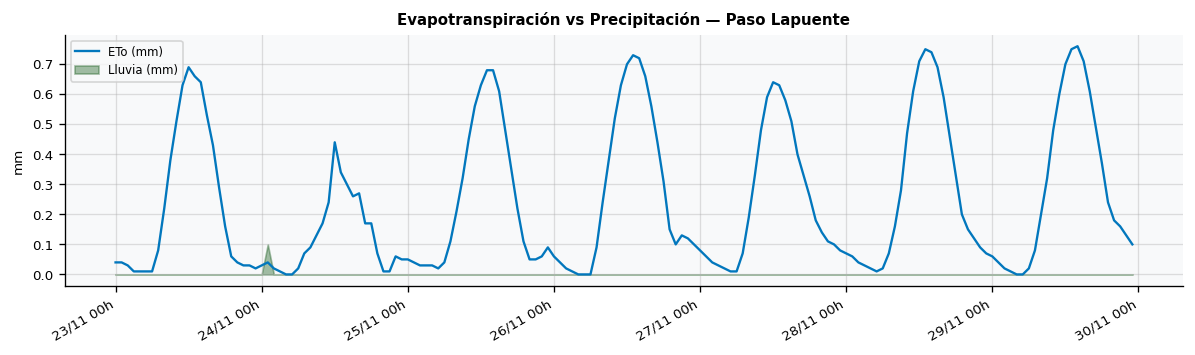 Evapotranspiración vs Precipitación — Paso Lapuente
ETo (mm)
Lluvia (mm)
mm
0.7
0.6
0.5
0.4
0.3
0.2
0.1
0.0
23/11 00h
24/11 00h
25/11 00h
26/11 00h
27/11 00h
28/11 00h
29/11 00h
30/11 00h